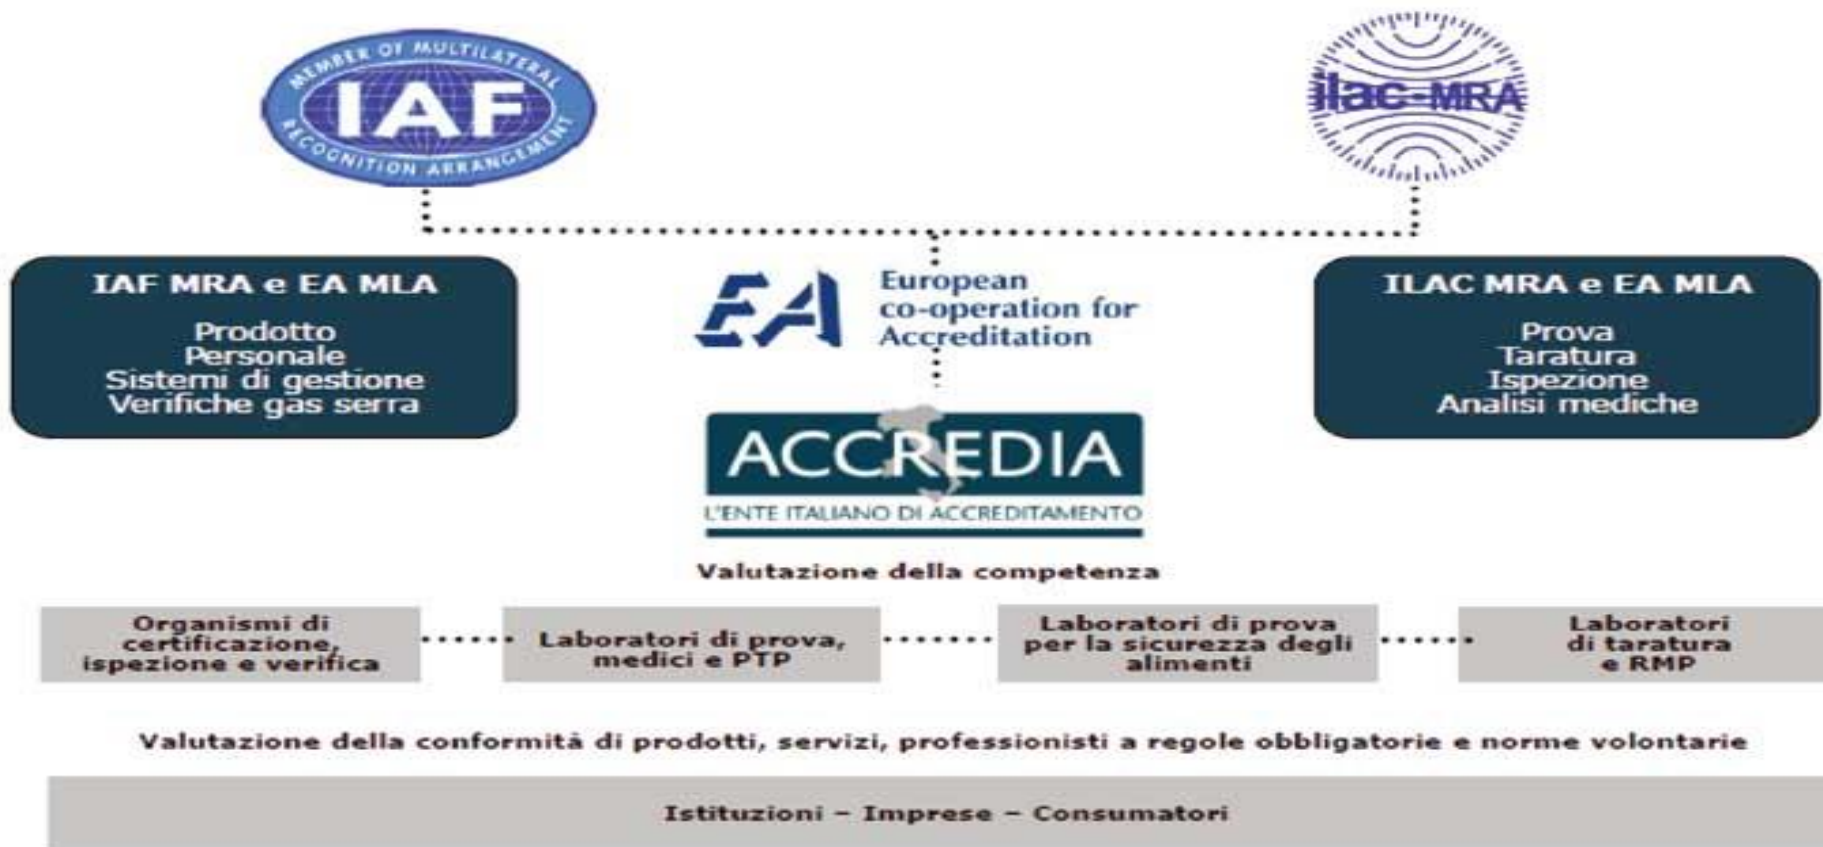 MEMBER OF MULTILATERAL
IAF
RECOGNITION ARRANGEMENT
ilac-MRA
IAF MRA e EA MLA
Prodotto
Personale
Sistemi di gestione
Verifiche gas serra
EA
European
co-operation for
Accreditation
ILAC MRA e EA MLA
Prova
Taratura
Ispezione
Analisi mediche
ACCREDIA
L'ENTE ITALIANO DI ACCREDITAMENTO
Valutazione della competenza
Organismi di
certificazione,
ispezione e verifica
Laboratori di prova,
medici e PTP
Laboratori di prova
per la sicurezza degli
alimenti
Laboratori
di taratura
e RMP
Valutazione della conformità di prodotti, servizi, professionisti a regole obbligatorie e norme volontarie
Istituzioni – Imprese – Consumatori